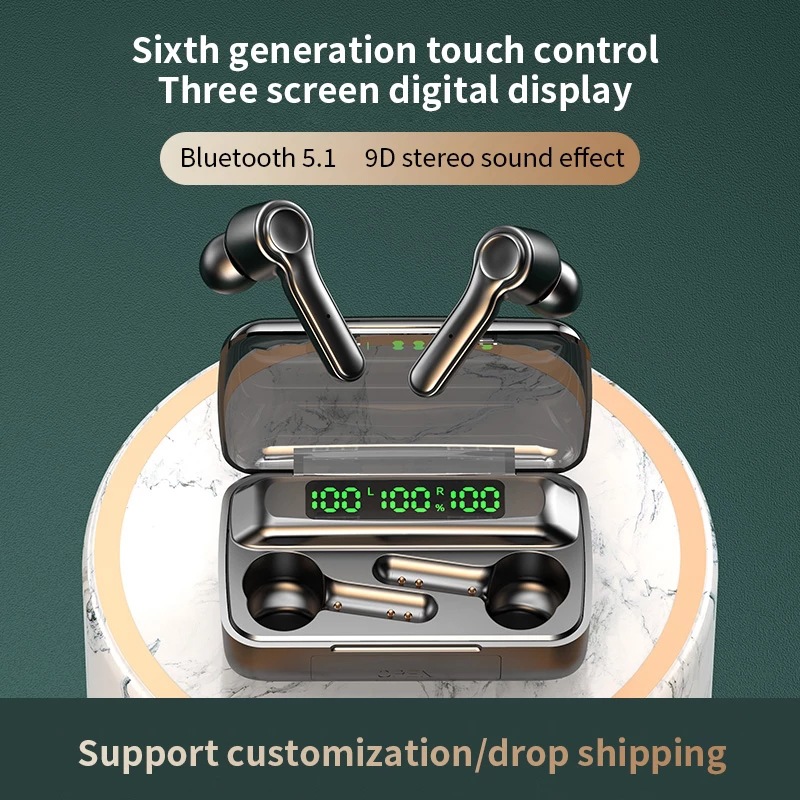 Sixth generation touch control
Three screen digital display
Bluetooth 5.1 9D stereo sound effect
100 L 100 R % 100
Support customization/drop shipping